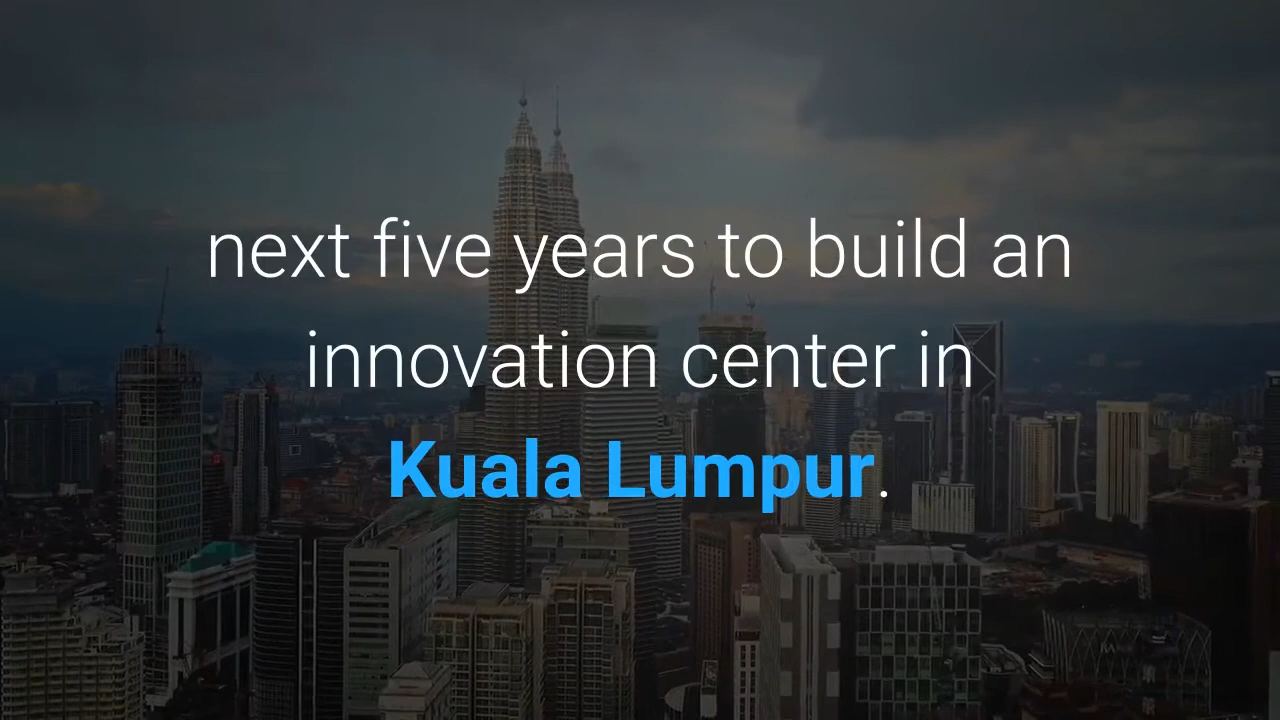 next five years to build an
innovation center in
Kuala Lumpur.